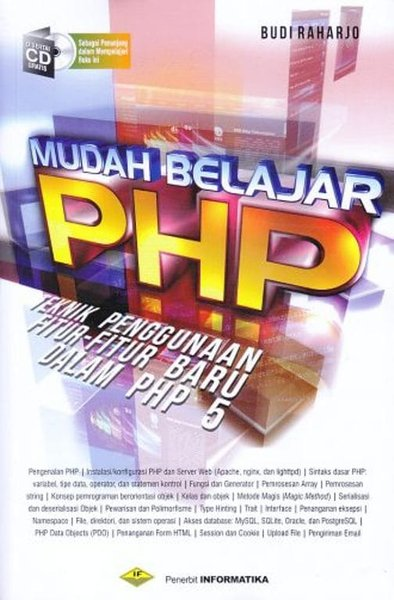 BUDI RAHARJO
DISERTAI
CD
GRATIS
Sebagai Penunjang
dalam Mempelajari
Buku ini
MUDAH BELAJAR
PHP
TEKNIK PENGGUNAAN
FITUR-FITUR BARU
DALAM PHP 5
Pengenalan PHP | Instalasi/konfigurasi PHP dan Server Web (Apache, nginx, dan lighttpd) | Sintaks dasar PHP:
variabel, tipe data, operator, dan statemen kontrol | Fungsi dan Generator | Pemrosesan Array | Pemrosesan
string | Konsep pemrograman berorientasi objek | Kelas dan objek | Metode Magis (Magic Method) | Serialisasi
dan deserialisasi Objek | Pewarisan dan Polimorfisme | Type Hinting | Trait | Interface | Penanganan eksepsi |
Namespace | File, direktori, dan sistem operasi | Akses database: MySQL, SQLite, Oracle, dan PostgreSQL |
PHP Data Objects (PDO) | Penanganan Form HTML | Session dan Cookie | Upload File | Pengiriman Email
IF
Penerbit INFORMATIKA